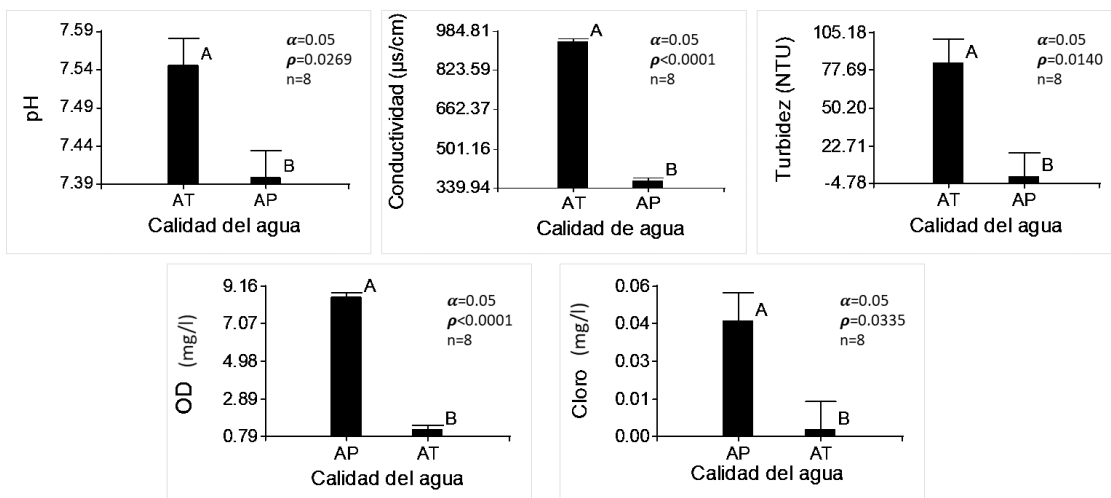 pH
7.59
7.54
7.49
7.44
7.39
A
B
α=0.05
ρ=0.0269
n=8
AT AP
Calidad del agua
Conductividad (µs/cm)
984.81
823.59
662.37
501.16
339.94
A
B
α=0.05
ρ<0.0001
n=8
AT AP
Calidad de agua
Turbidez (NTU)
105.18
77.69
50.20
22.71
-4.78
A
B
α=0.05
ρ=0.0140
n=8
AT AP
Calidad del agua
OD (mg/l)
9.16
7.07
4.98
2.89
0.79
A
B
α=0.05
ρ<0.0001
n=8
AP AT
Calidad del agua
Cloro (mg/l)
0.06
0.04
0.03
0.01
0.00
A
B
α=0.05
ρ=0.0335
n=8
AP AT
Calidad del agua